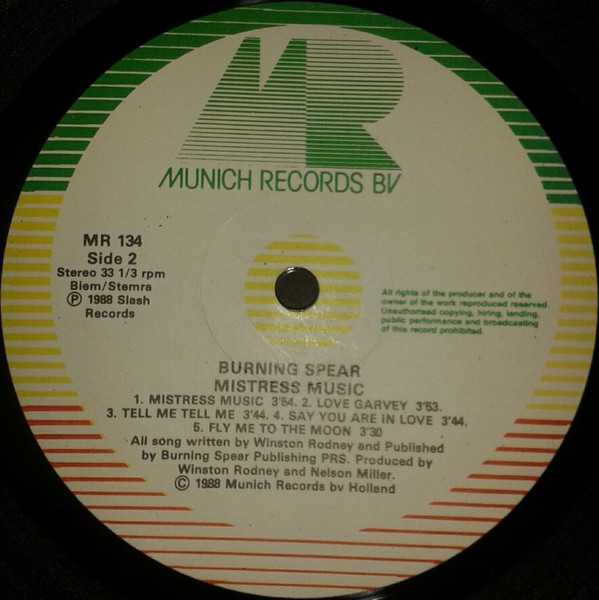 MR
MUNICH RECORDS BV
MR 134
Side 2
Stereo 33 1/3 rpm
Biem/Stemra
Ⓟ 1988 Slash
Records
All rights of the producer and of the
owner of the work reproduced reserved.
Unauthorised copying, hiring, lending,
public performance and broadcasting
of this record prohibited.
BURNING SPEAR
MISTRESS MUSIC
1. MISTRESS MUSIC 3'54. 2. LOVE GARVEY 3'53.
3. TELL ME TELL ME 3'44. 4. SAY YOU ARE IN LOVE 3'44.
5. FLY ME TO THE MOON 3'30
All song written by Winston Rodney and Published
by Burning Spear Publishing PRS. Produced by
Winston Rodney and Nelson Miller.
© 1988 Munich Records bv Holland